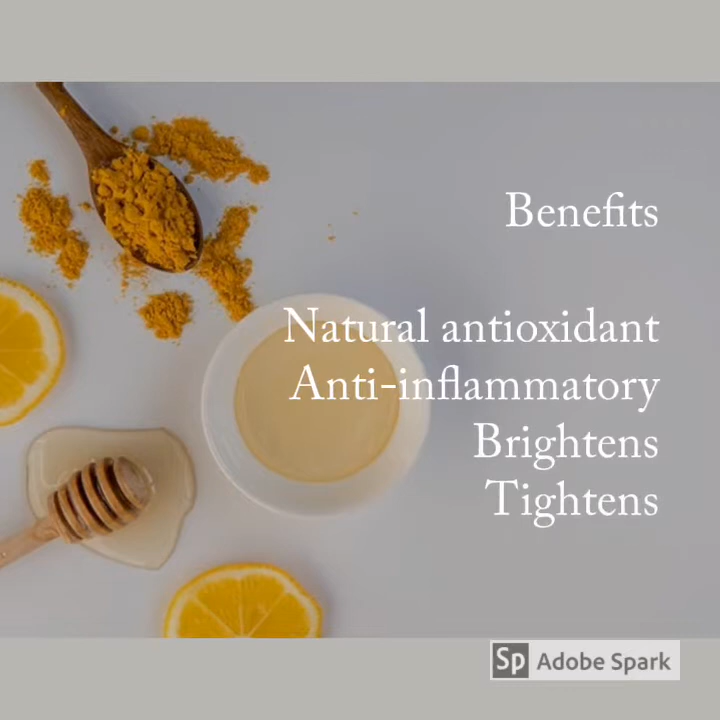 Benefits
Natural antioxidant
Anti-inflammatory
Brightens
Tightens
Sp Adobe Spark